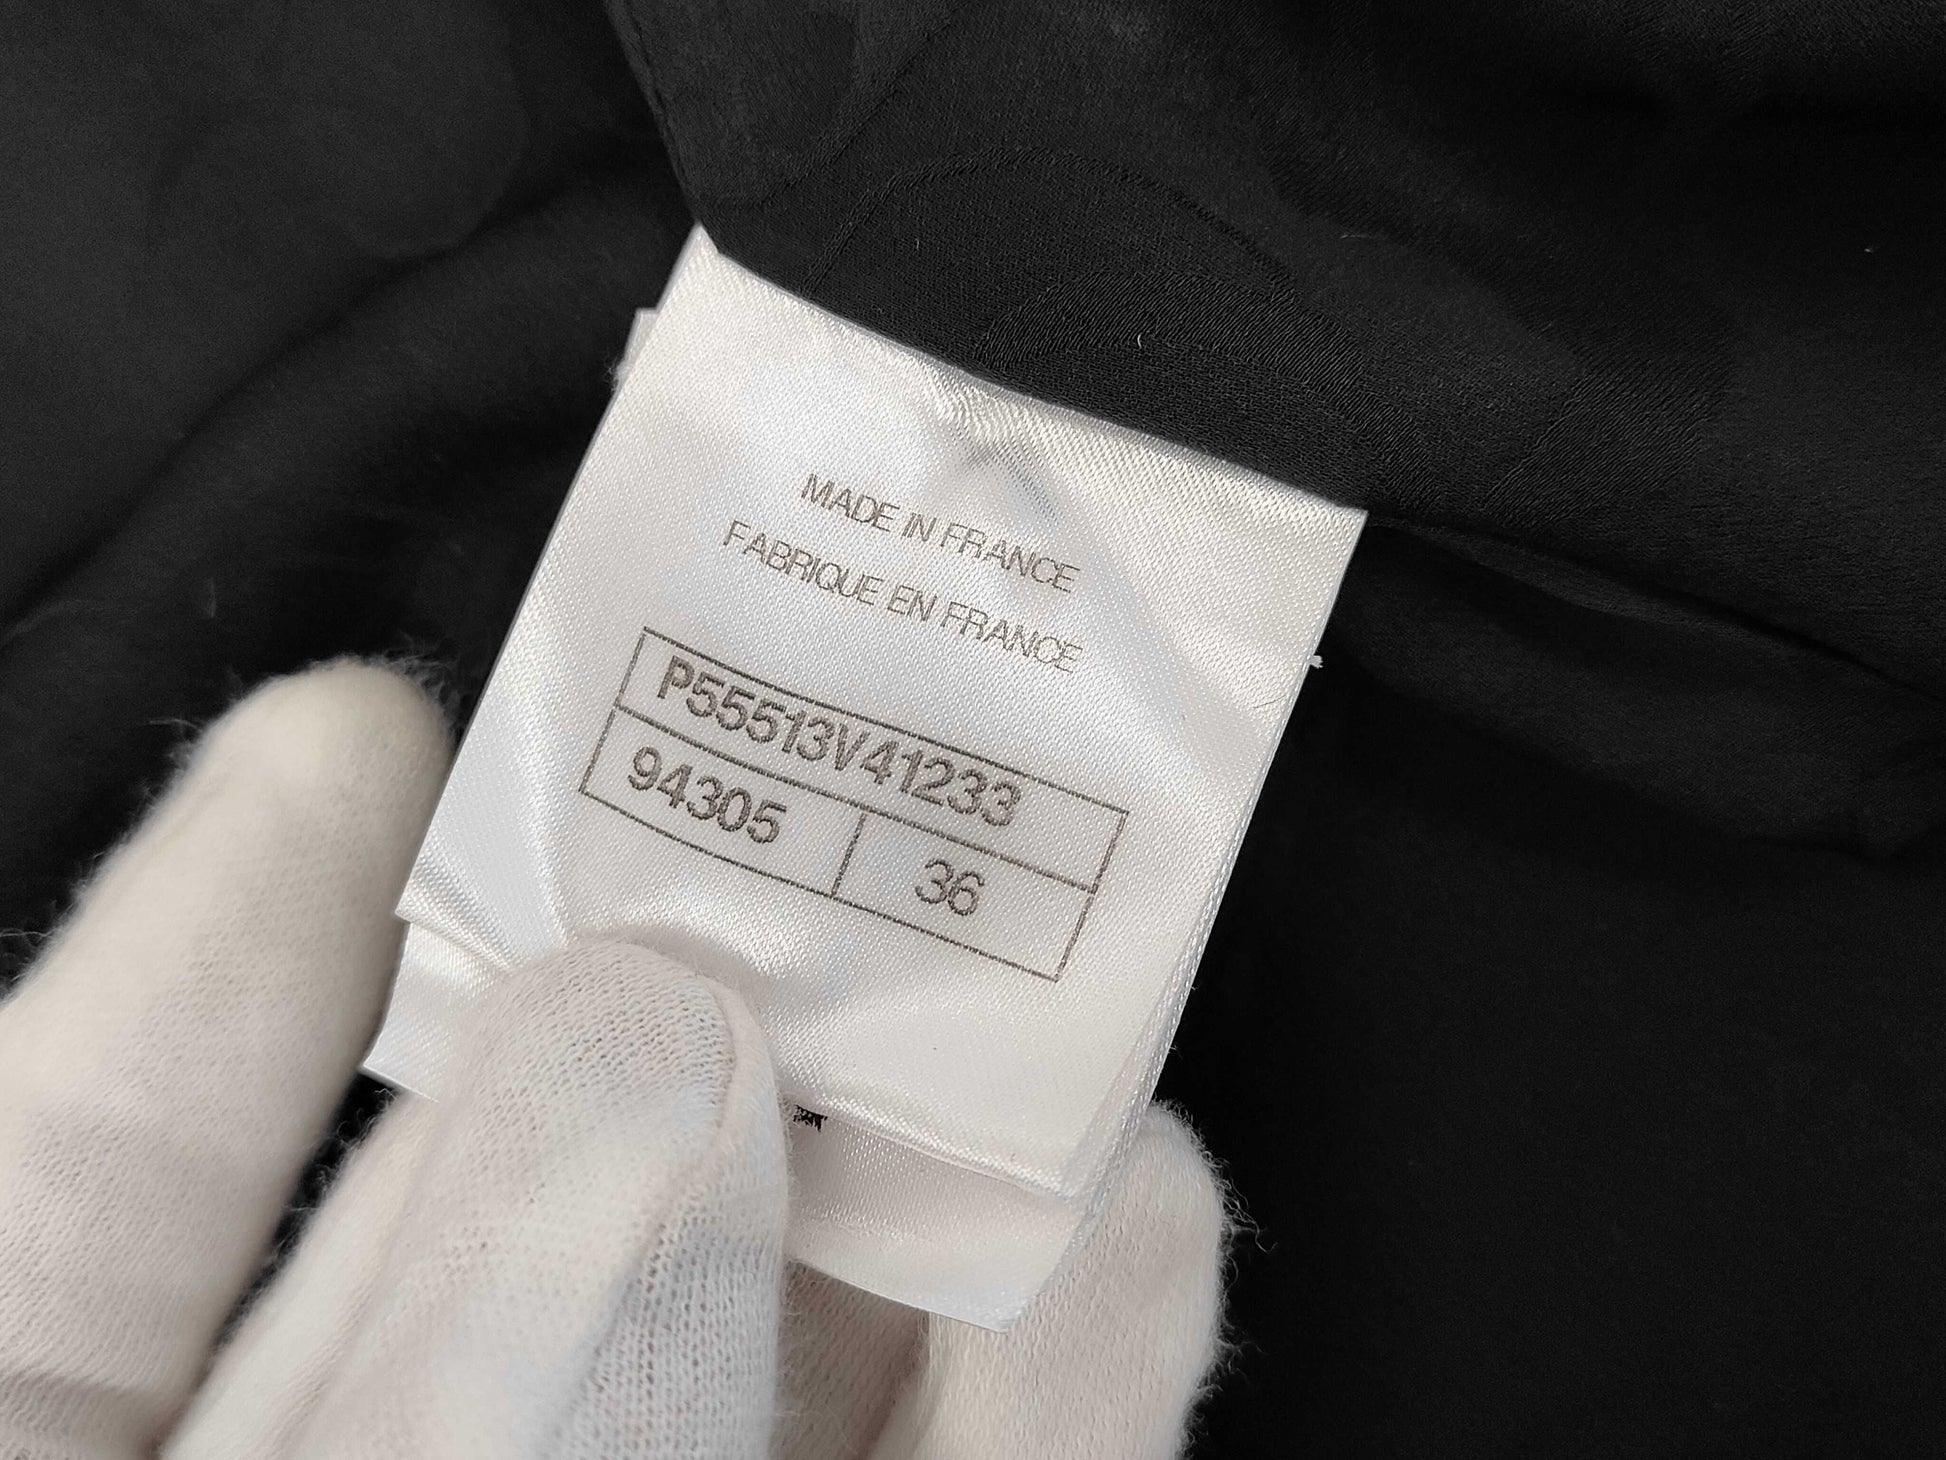 MADE IN FRANCE
FABRIQUE EN FRANCE
P55513V41233
94305 36